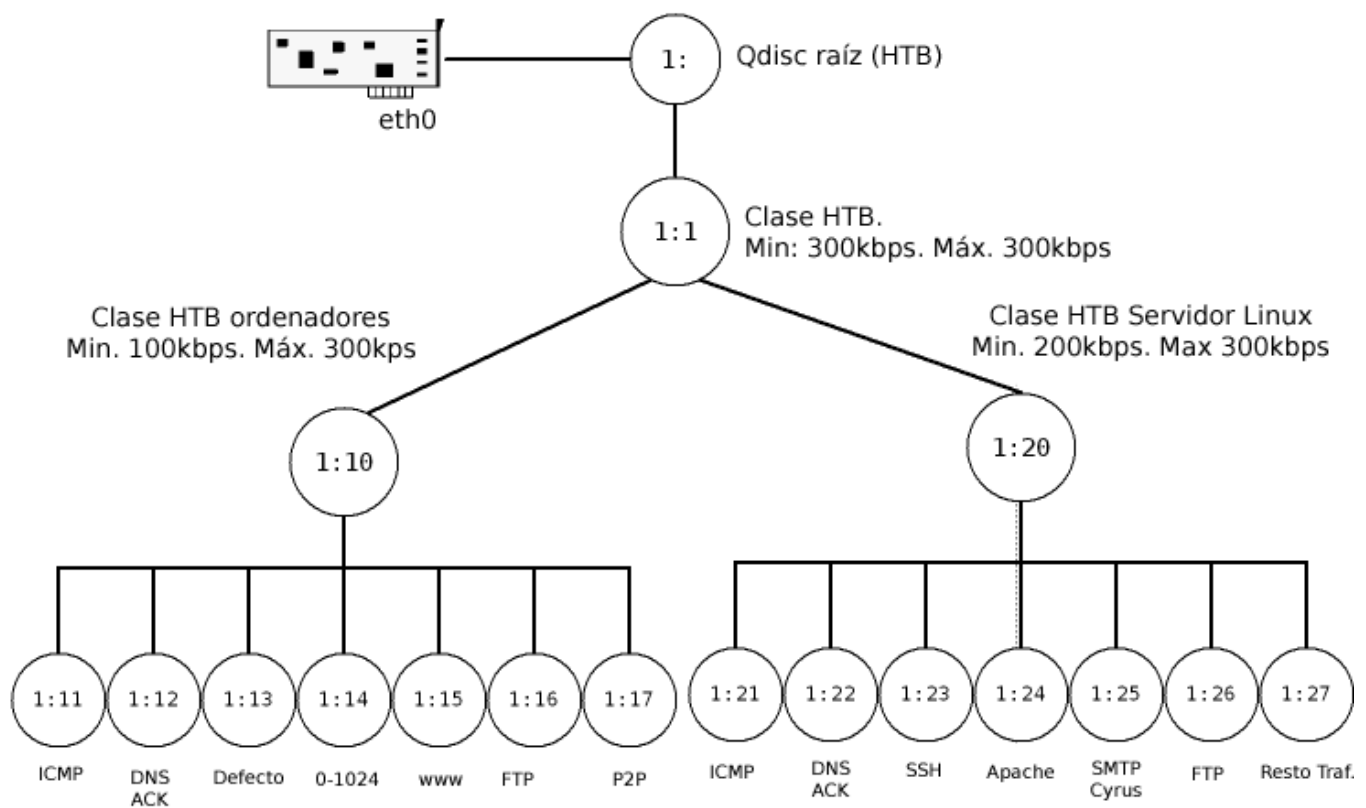 1:
Qdisc raíz (HTB)
eth0
1:1
Clase HTB.
Min: 300kbps. Máx. 300kbps
Clase HTB ordenadores
Min. 100kbps. Máx. 300kps
Clase HTB Servidor Linux
Min. 200kbps. Max 300kbps
1:10
1:20
1:11
1:12
1:13
1:14
1:15
1:16
1:17
1:21
1:22
1:23
1:24
1:25
1:26
1:27
ICMP
DNS
ACK
Defecto
0-1024
www
FTP
P2P
ICMP
DNS
ACK
SSH
Apache
SMTP
Cyrus
FTP
Resto Traf.